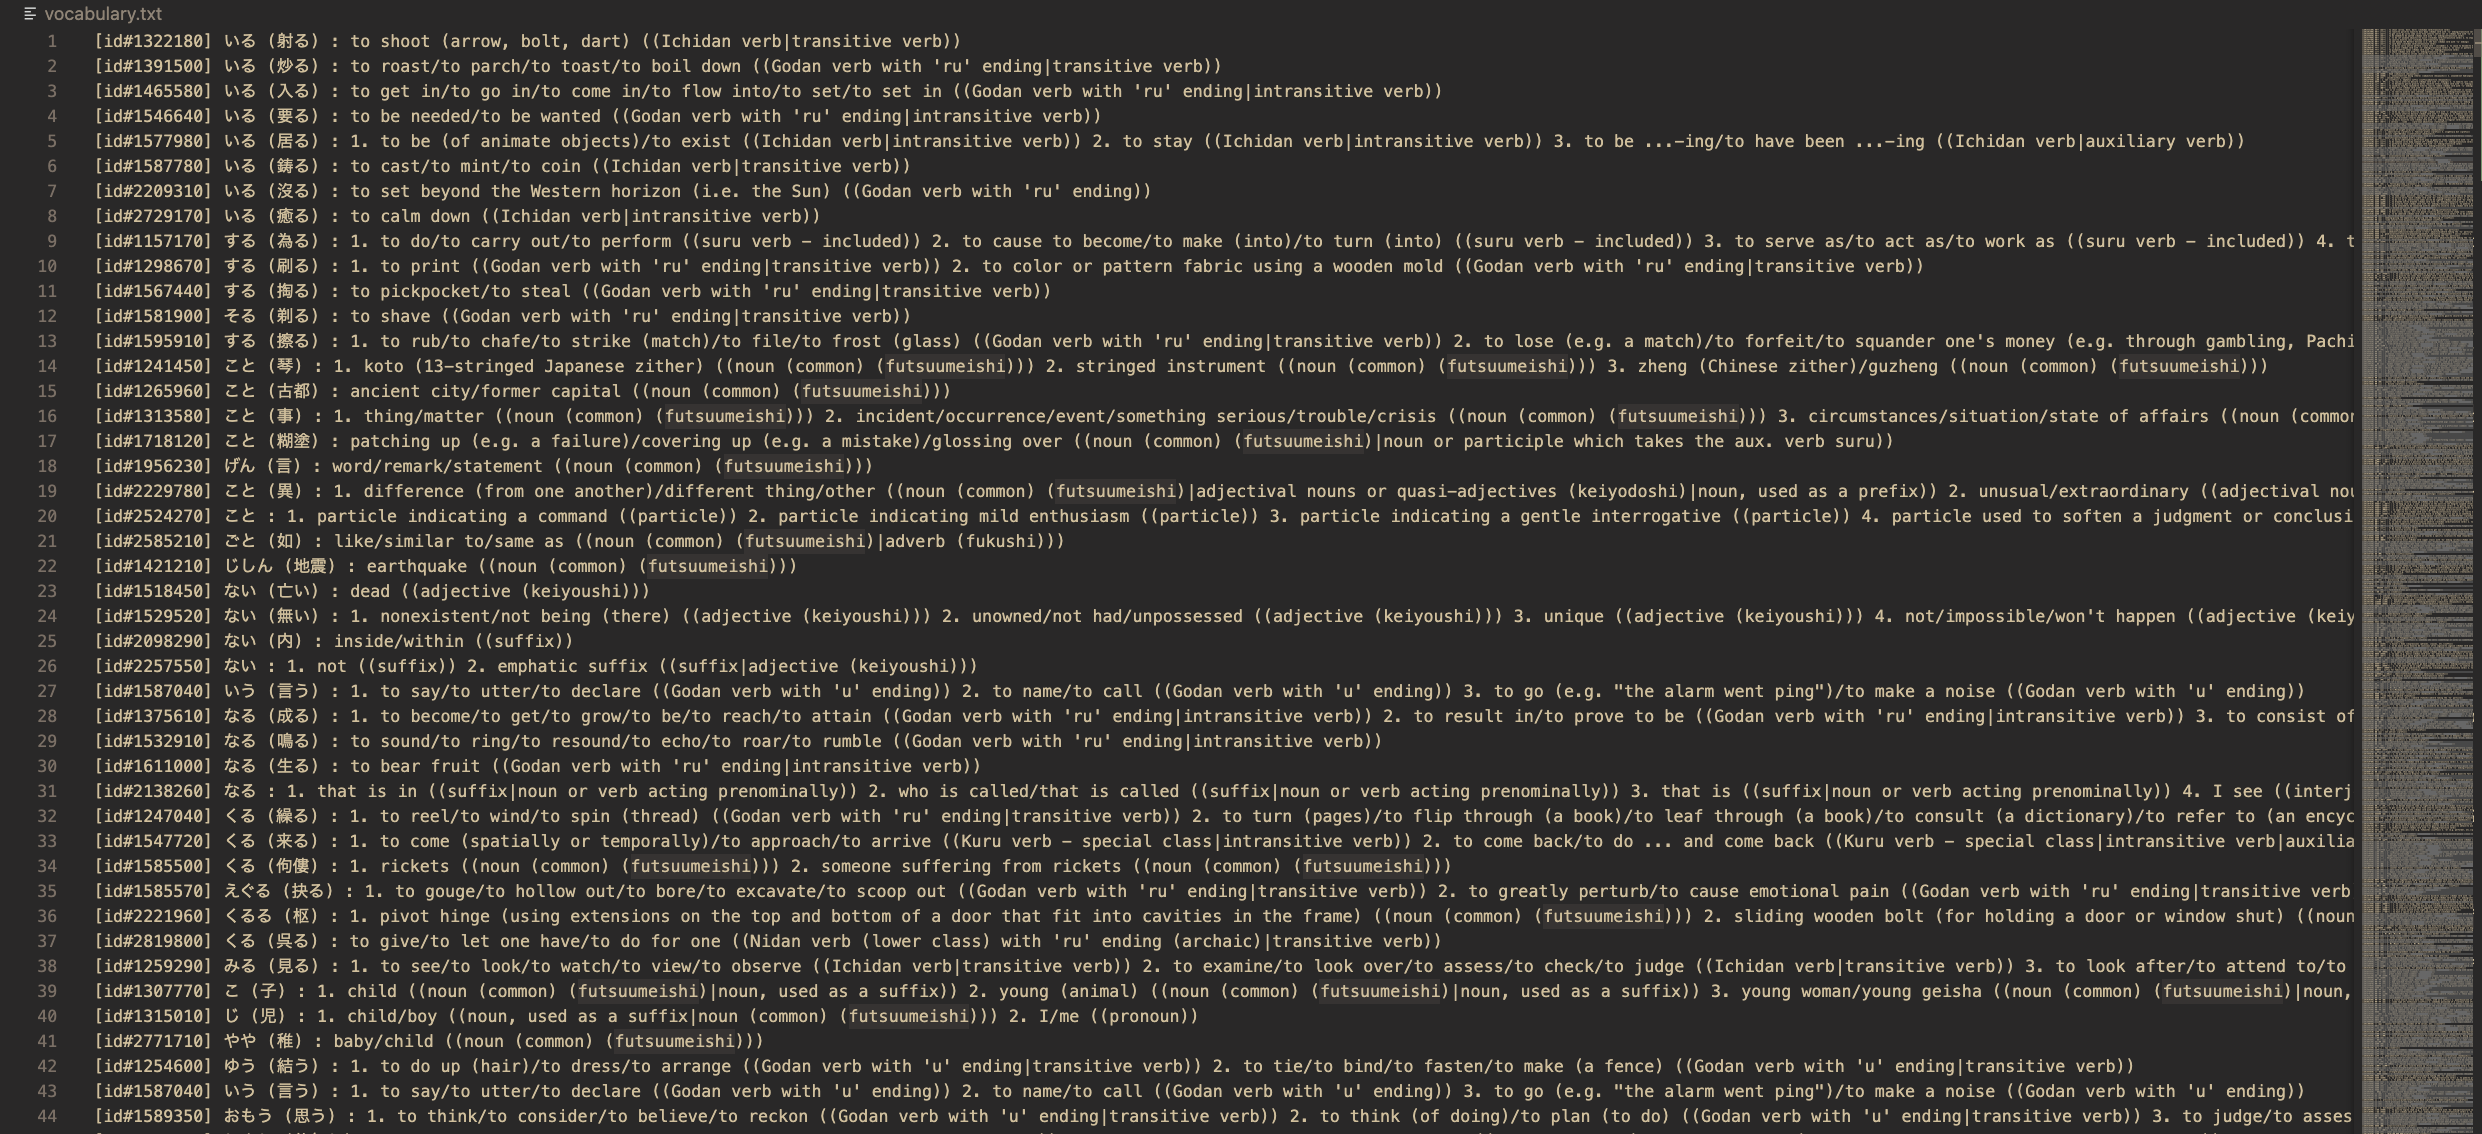 vocabulary.txt
1 [id#1322180] いる (射る) : to shoot (arrow, bolt, dart) ((Ichidan verb|transitive verb))
2 [id#1391500] いる (炒る) : to roast/to parch/to toast/to boil down ((Godan verb with 'ru' ending|transitive verb))
3 [id#1465580] いる (入る) : to get in/to go in/to come in/to flow into/to set/to set in ((Godan verb with 'ru' ending|intransitive verb))
4 [id#1546640] いる (要る) : to be needed/to be wanted ((Godan verb with 'ru' ending|intransitive verb))
5 [id#1577980] いる (居る) : 1. to be (of animate objects)/to exist ((Ichidan verb|intransitive verb)) 2. to stay ((Ichidan verb|intransitive verb)) 3. to be ...-ing/to have been ...-ing ((Ichidan verb|auxiliary verb))
6 [id#1587780] いる (鋳る) : to cast/to mint/to coin ((Ichidan verb|transitive verb))
7 [id#2209310] いる (没る) : to set beyond the Western horizon (i.e. the Sun) ((Godan verb with 'ru' ending))
8 [id#2729170] いる (癒る) : to calm down ((Ichidan verb|intransitive verb))
9 [id#1157170] する (為る) : 1. to do/to carry out/to perform ((suru verb - included)) 2. to cause to become/to make (into)/to turn (into) ((suru verb - included)) 3. to serve as/to act as/to work as ((suru verb - included)) 4. t
10 [id#1298670] する (刷る) : 1. to print ((Godan verb with 'ru' ending|transitive verb)) 2. to color or pattern fabric using a wooden mold ((Godan verb with 'ru' ending|transitive verb))
11 [id#1567440] する (掏る) : to pickpocket/to steal ((Godan verb with 'ru' ending|transitive verb))
12 [id#1581900] そる (剃る) : to shave ((Godan verb with 'ru' ending|transitive verb))
13 [id#1595910] する (擦る) : 1. to rub/to chafe/to strike (match)/to file/to frost (glass) ((Godan verb with 'ru' ending|transitive verb)) 2. to lose (e.g. a match)/to forfeit/to squander one's money (e.g. through gambling, Pachi
14 [id#1241450] こと (琴) : 1. koto (13-stringed Japanese zither) ((noun (common) (futsuumeishi))) 2. stringed instrument ((noun (common) (futsuumeishi))) 3. zheng (Chinese zither)/guzheng ((noun (common) (futsuumeishi)))
15 [id#1265960] こと (古都) : ancient city/former capital ((noun (common) (futsuumeishi)))
16 [id#1313580] こと (事) : 1. thing/matter ((noun (common) (futsuumeishi))) 2. incident/occurrence/event/something serious/trouble/crisis ((noun (common) (futsuumeishi))) 3. circumstances/situation/state of affairs ((noun (common
17 [id#1718120] こと (糊塗) : patching up (e.g. a failure)/covering up (e.g. a mistake)/glossing over ((noun (common) (futsuumeishi)|noun or participle which takes the aux. verb suru))
18 [id#1956230] げん (言) : word/remark/statement ((noun (common) (futsuumeishi)))
19 [id#2229780] こと (異) : 1. difference (from one another)/different thing/other ((noun (common) (futsuumeishi)|adjectival nouns or quasi-adjectives (keiyodoshi)|noun, used as a prefix)) 2. unusual/extraordinary ((adjectival nou
20 [id#2524270] こと : 1. particle indicating a command ((particle)) 2. particle indicating mild enthusiasm ((particle)) 3. particle indicating a gentle interrogative ((particle)) 4. particle used to soften a judgment or conclusi
21 [id#2585210] ごと (如) : like/similar to/same as ((noun (common) (futsuumeishi)|adverb (fukushi)))
22 [id#1421210] じしん (地震) : earthquake ((noun (common) (futsuumeishi)))
23 [id#1518450] ない (亡い) : dead ((adjective (keiyoushi)))
24 [id#1529520] ない (無い) : 1. nonexistent/not being (there) ((adjective (keiyoushi))) 2. unowned/not had/unpossessed ((adjective (keiyoushi))) 3. unique ((adjective (keiyoushi))) 4. not/impossible/won't happen ((adjective (keiy
25 [id#2098290] ない (内) : inside/within ((suffix))
26 [id#2257550] ない : 1. not ((suffix)) 2. emphatic suffix ((suffix|adjective (keiyoushi)))
27 [id#1587040] いう (言う) : 1. to say/to utter/to declare ((Godan verb with 'u' ending)) 2. to name/to call ((Godan verb with 'u' ending)) 3. to go (e.g. "the alarm went ping")/to make a noise ((Godan verb with 'u' ending))
28 [id#1375610] なる (成る) : 1. to become/to get/to grow/to be/to reach/to attain ((Godan verb with 'ru' ending|intransitive verb)) 2. to result in/to prove to be ((Godan verb with 'ru' ending|intransitive verb)) 3. to consist of
29 [id#1532910] なる (鳴る) : to sound/to ring/to resound/to echo/to roar/to rumble ((Godan verb with 'ru' ending|intransitive verb))
30 [id#1611000] なる (生る) : to bear fruit ((Godan verb with 'ru' ending|intransitive verb))
31 [id#2138260] なる : 1. that is in ((suffix|noun or verb acting prenominally)) 2. who is called/that is called ((suffix|noun or verb acting prenominally)) 3. that is ((suffix|noun or verb acting prenominally)) 4. I see ((interj
32 [id#1247040] くる (繰る) : 1. to reel/to wind/to spin (thread) ((Godan verb with 'ru' ending|transitive verb)) 2. to turn (pages)/to flip through (a book)/to leaf through (a book)/to consult (a dictionary)/to refer to (an encyc
33 [id#1547720] くる (来る) : 1. to come (spatially or temporally)/to approach/to arrive ((Kuru verb - special class|intransitive verb)) 2. to come back/to do ... and come back ((Kuru verb - special class|intransitive verb|auxilia
34 [id#1585500] くる (佝僂) : 1. rickets ((noun (common) (futsuumeishi))) 2. someone suffering from rickets ((noun (common) (futsuumeishi)))
35 [id#1585570] えぐる (抉る) : 1. to gouge/to hollow out/to bore/to excavate/to scoop out ((Godan verb with 'ru' ending|transitive verb)) 2. to greatly perturb/to cause emotional pain ((Godan verb with 'ru' ending|transitive verb
36 [id#2221960] くるる (枢) : 1. pivot hinge (using extensions on the top and bottom of a door that fit into cavities in the frame) ((noun (common) (futsuumeishi))) 2. sliding wooden bolt (for holding a door or window shut) ((noun
37 [id#2819800] くる (呉る) : to give/to let one have/to do for one ((Nidan verb (lower class) with 'ru' ending (archaic)|transitive verb))
38 [id#1259290] みる (見る) : 1. to see/to look/to watch/to view/to observe ((Ichidan verb|transitive verb)) 2. to examine/to look over/to assess/to check/to judge ((Ichidan verb|transitive verb)) 3. to look after/to attend to/to
39 [id#1307770] こ (子) : 1. child ((noun (common) (futsuumeishi)|noun, used as a suffix)) 2. young (animal) ((noun (common) (futsuumeishi)|noun, used as a suffix)) 3. young woman/young geisha ((noun (common) (futsuumeishi)|noun,
40 [id#1315010] じ (児) : 1. child/boy ((noun, used as a suffix|noun (common) (futsuumeishi))) 2. I/me ((pronoun))
41 [id#2771710] やや (稚) : baby/child ((noun (common) (futsuumeishi)))
42 [id#1254600] ゆう (結う) : 1. to do up (hair)/to dress/to arrange ((Godan verb with 'u' ending|transitive verb)) 2. to tie/to bind/to fasten/to make (a fence) ((Godan verb with 'u' ending|transitive verb))
43 [id#1587040] いう (言う) : 1. to say/to utter/to declare ((Godan verb with 'u' ending)) 2. to name/to call ((Godan verb with 'u' ending)) 3. to go (e.g. "the alarm went ping")/to make a noise ((Godan verb with 'u' ending))
44 [id#1589350] おもう (思う) : 1. to think/to consider/to believe/to reckon ((Godan verb with 'u' ending|transitive verb)) 2. to think (of doing)/to plan (to do) ((Godan verb with 'u' ending|transitive verb)) 3. to judge/to asses